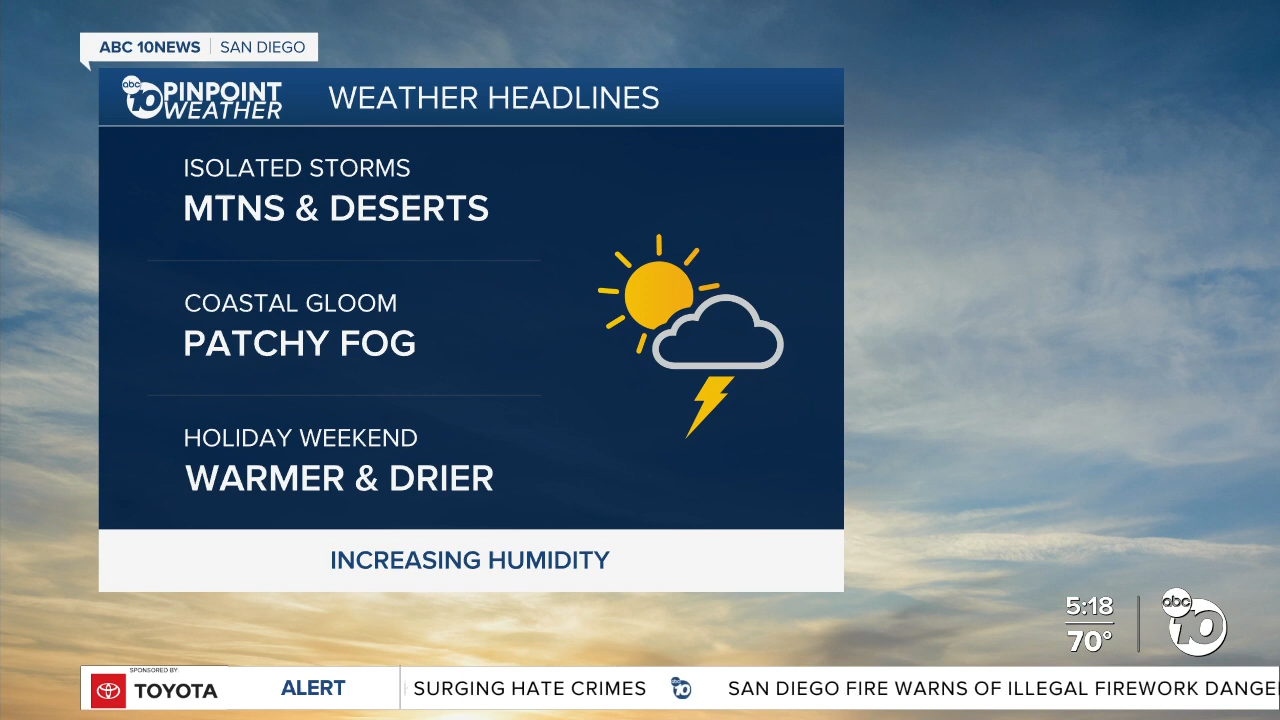 ABC 10NEWS | SAN DIEGO
abc 10 PINPOINT WEATHER
WEATHER HEADLINES
ISOLATED STORMS
MTNS & DESERTS
COASTAL GLOOM
PATCHY FOG
HOLIDAY WEEKEND
WARMER & DRIER
INCREASING HUMIDITY
5:18
70°
abc 10
SPONSORED BY:
TOYOTA
ALERT
SURGING HATE CRIMES abc 10 SAN DIEGO FIRE WARNS OF ILLEGAL FIREWORK DANGE